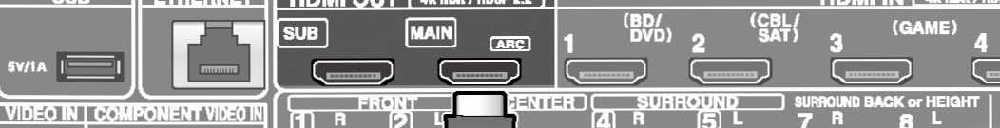 USB
ETHERNET
HDMI OUT
HDMI IN
SUB
MAIN
ARC
(BD/
DVD)
(CBL/
SAT)
(GAME)
5V/1A
1
2
3
4
FRONT
CENTER
SURROUND
SURROUND BACK or HEIGHT
VIDEO IN
COMPONENT VIDEO IN
1
R
2
L
4
R
5
L
7
R
8
L